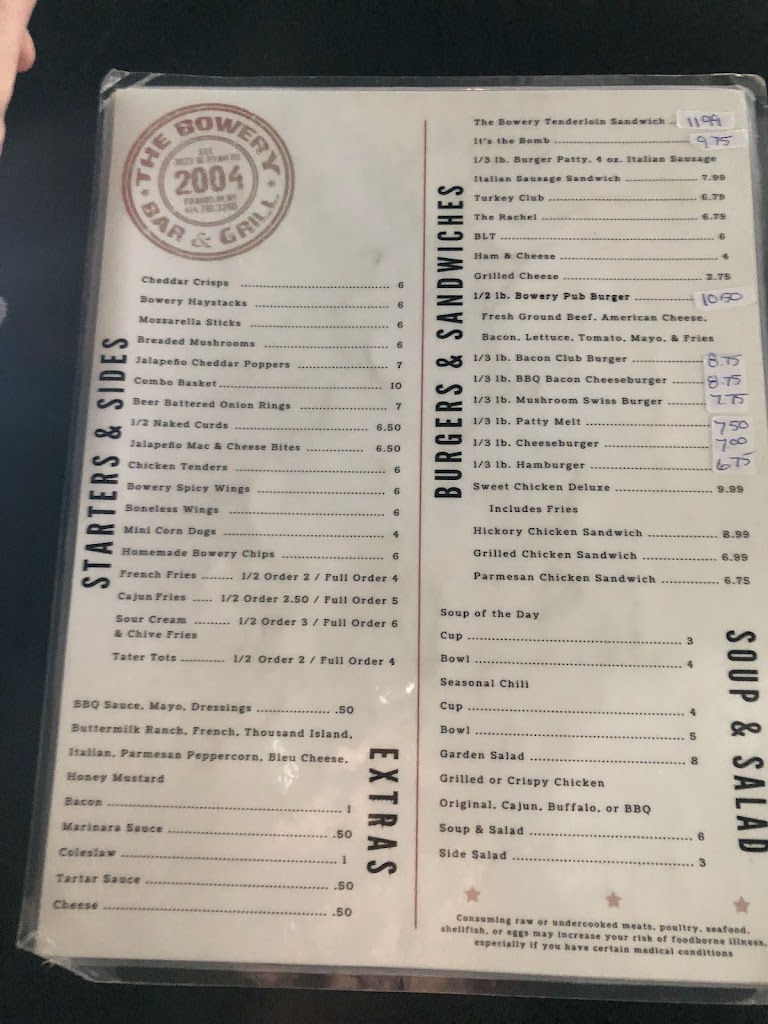 THE BOWERY
2004
BAR & GRILL
STARTERS & SIDES
Cheddar Crisps ........ 6
Bowery Haystacks ........ 6
Mozzarella Sticks ........ 6
Breaded Mushrooms ........ 6
Jalapeño Cheddar Poppers ........ 7
Combo Basket ........ 10
Beer Battered Onion Rings ........ 7
1/2 Naked Curds ........ 6.50
Jalapeño Mac & Cheese Bites ........ 6.50
Chicken Tenders ........ 6
Bowery Spicy Wings ........ 6
Boneless Wings ........ 6
Mini Corn Dogs ........ 4
Homemade Bowery Chips ........ 6
French Fries ........ 1/2 Order 2 / Full Order 4
Cajun Fries ..... 1/2 Order 2.50 / Full Order 5
Sour Cream ........ 1/2 Order 3 / Full Order 6
& Chive Fries
Tater Tots ........ 1/2 Order 2 / Full Order 4
EXTRAS
BBQ Sauce, Mayo, Dressings ........ .50
Buttermilk Ranch, French, Thousand Island,
Italian, Parmesan Peppercorn, Bleu Cheese,
Honey Mustard
Bacon ........ 1
Marinara Sauce ........ .50
Coleslaw ........ 1
Tartar Sauce ........ .50
Cheese ........ .50
BURGERS & SANDWICHES
The Bowery Tenderloin Sandwich .. 1199
It's the Bomb ........ 9.75
1/3 lb. Burger Patty, 4 oz. Italian Sausage
Italian Sausage Sandwich ........ 7.99
Turkey Club ........ 6.79
The Rachel ........ 6.79
BLT ........ 6
Ham & Cheese ........ 4
Grilled Cheese ........ 2.75
1/2 lb. Bowery Pub Burger ........ 10.50
Fresh Ground Beef, American Cheese,
Bacon, Lettuce, Tomato, Mayo, & Fries
1/3 lb. Bacon Club Burger ........ 8.75
1/3 lb. BBQ Bacon Cheeseburger ........ 8.75
1/3 lb. Mushroom Swiss Burger ........ 7.75
1/3 lb. Patty Melt ........ 7.50
1/3 lb. Cheeseburger ........ 7.00
1/3 lb. Hamburger ........ 6.75
Sweet Chicken Deluxe ........ 9.99
Includes Fries
Hickory Chicken Sandwich ........ 8.99
Grilled Chicken Sandwich ........ 6.99
Parmesan Chicken Sandwich ........ 6.75
SOUP & SALAD
Soup of the Day
Cup ........ 3
Bowl ........ 4
Seasonal Chili
Cup ........ 4
Bowl ........ 5
Garden Salad ........ 8
Grilled or Crispy Chicken
Original, Cajun, Buffalo, or BBQ
Soup & Salad ........ 6
Side Salad ........ 3
Consuming raw or undercooked meats, poultry, seafood,
shellfish, or eggs may increase your risk of foodborne illness,
especially if you have certain medical conditions